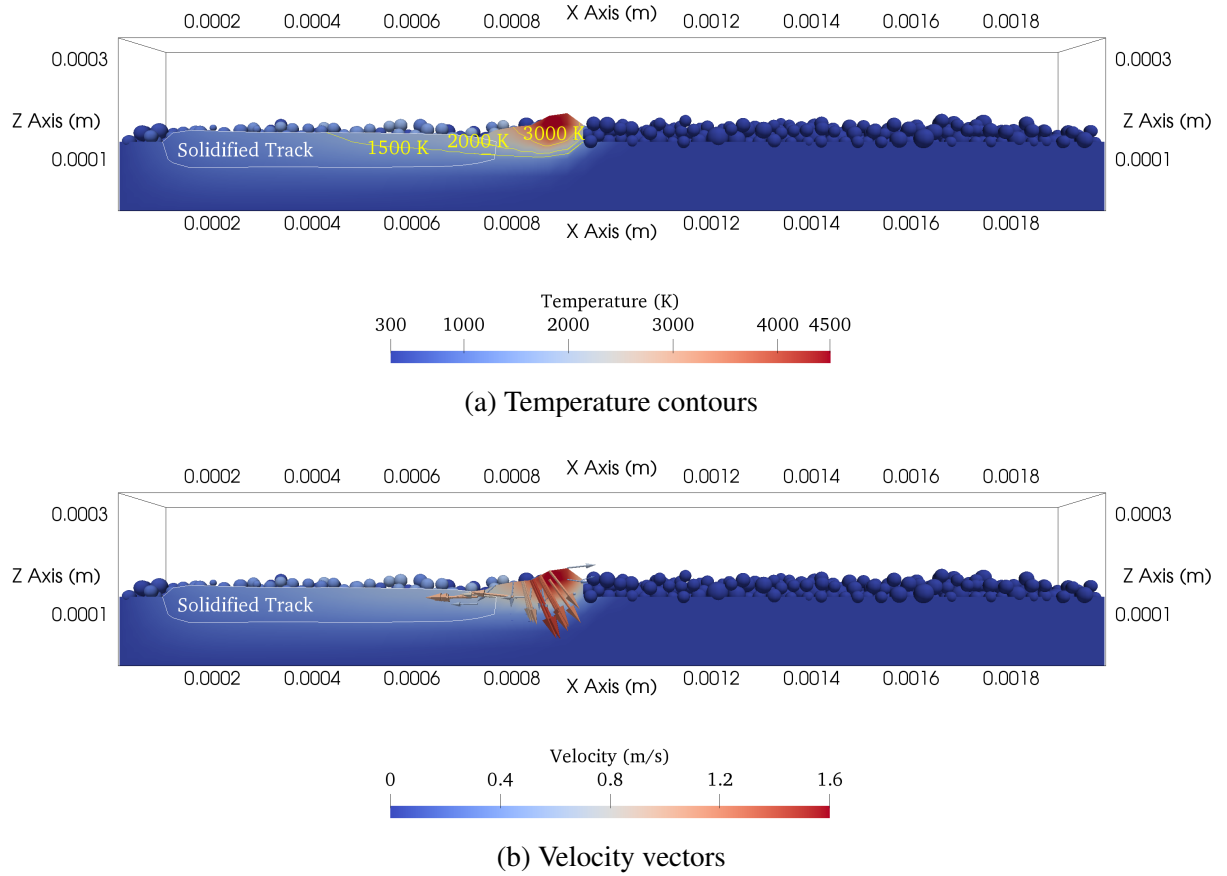 X Axis (m)
0.0002 0.0004 0.0006 0.0008 0.0012 0.0014 0.0016 0.0018
0.0003 0.0003
Z Axis (m) Z Axis (m)
0.0001 0.0001
Solidified Track 1500 K 2000 K 3000 K
0.0002 0.0004 0.0006 0.0008 0.0012 0.0014 0.0016 0.0018
X Axis (m)
Temperature (K)
300 1000 2000 3000 4000 4500
(a) Temperature contours
X Axis (m)
0.0002 0.0004 0.0006 0.0008 0.0012 0.0014 0.0016 0.0018
0.0003 0.0003
Z Axis (m) Z Axis (m)
0.0001 0.0001
Solidified Track
0.0002 0.0004 0.0006 0.0008 0.0012 0.0014 0.0016 0.0018
X Axis (m)
Velocity (m/s)
0 0.4 0.8 1.2 1.6
(b) Velocity vectors